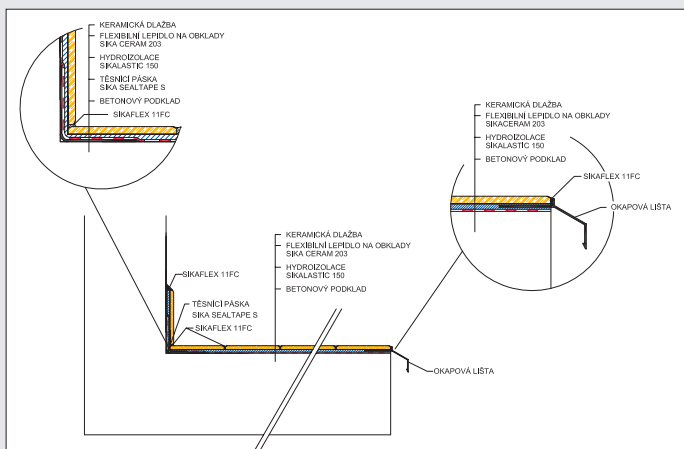 KERAMICKÁ DLAŽBA
FLEXIBILNÍ LEPIDLO NA OBKLADY
SIKA CERAM 203
HYDROIZOLACE
SIKALASTIC 150
TĚSNÍCÍ PÁSKA
SIKA SEALTAPE S
BETONOVÝ PODKLAD
SÍKAFLEX 11FC
KERAMICKÁ DLAŽBA
FLEXIBILNÍ LEPIDLO NA OBKLADY
SIKACERAM 203
HYDROIZOLACE
SIKALASTIC 150
BETONOVÝ PODKLAD
SIKAFLEX 11FC
OKAPOVÁ LIŠTA
KERAMICKÁ DLAŽBA
FLEXIBILNÍ LEPIDLO NA OBKLADY
SIKA CERAM 203
HYDROIZOLACE
SIKALASTIC 150
BETONOVÝ PODKLAD
SIKAFLEX 11FC
TĚSNÍCÍ PÁSKA
SIKA SEALTAPE S
SIKAFLEX 11FC
OKAPOVÁ LIŠTA